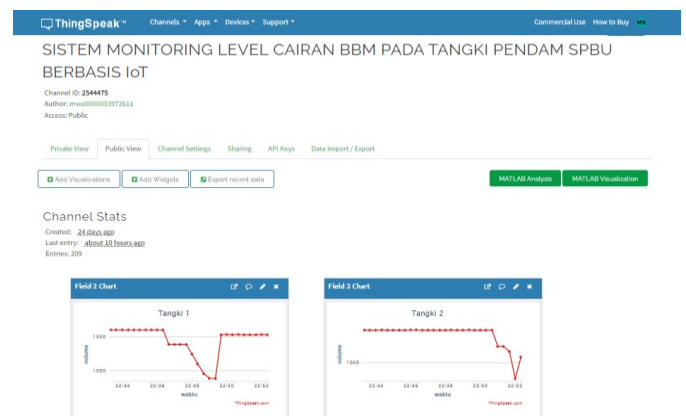 ThingSpeak™ Channels Apps Devices Support Commercial Use How to Buy
SISTEM MONITORING LEVEL CAIRAN BBM PADA TANGKI PENDAM SPBU
BERBASIS IoT
Channel ID: 2544475
Author: mwa0000033972611
Access: Public
Private View Public View Channel Settings Sharing API Keys Data Import / Export
Add Visualizations Add Widgets Export recent data MATLAB Analysis MATLAB Visualization
Channel Stats
Created: 24 days ago
Last entry: about 10 hours ago
Entries: 209
Field 2 Chart
Tangki 1
volume
1500
1000
22:44 22:46 22:48 22:50 22:52
waktu
ThingSpeak.com
Field 3 Chart
Tangki 2
volume
1000
22:44 22:46 22:48 22:50 22:52
waktu
ThingSpeak.com